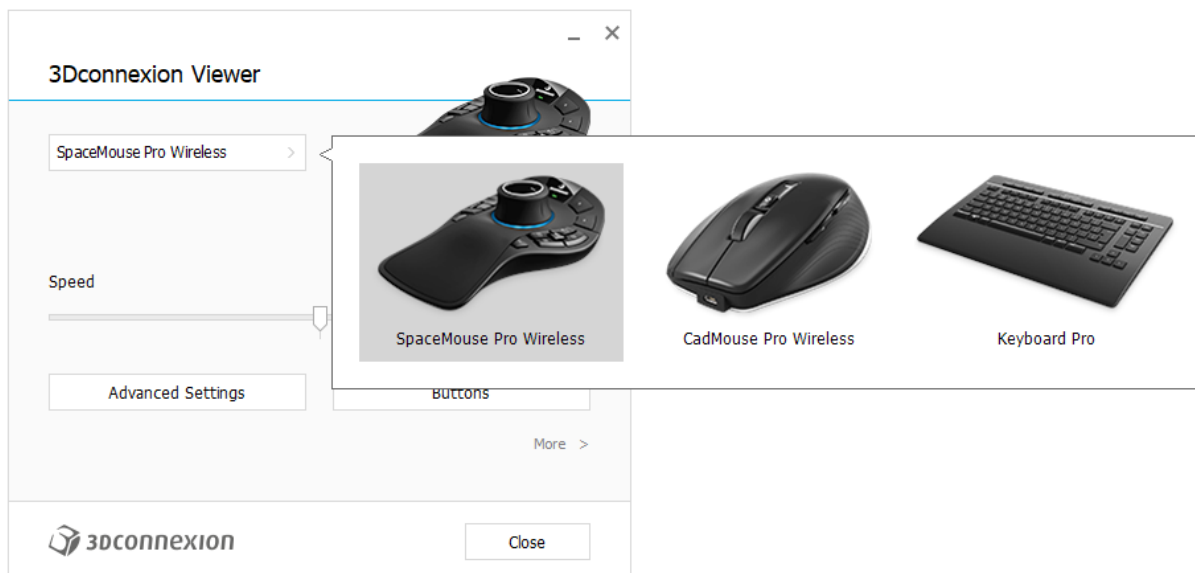 3Dconnexion Viewer
SpaceMouse Pro Wireless
SpaceMouse Pro Wireless
CadMouse Pro Wireless
Keyboard Pro
Speed
Advanced Settings
Buttons
More >
3Dconnexion
Close